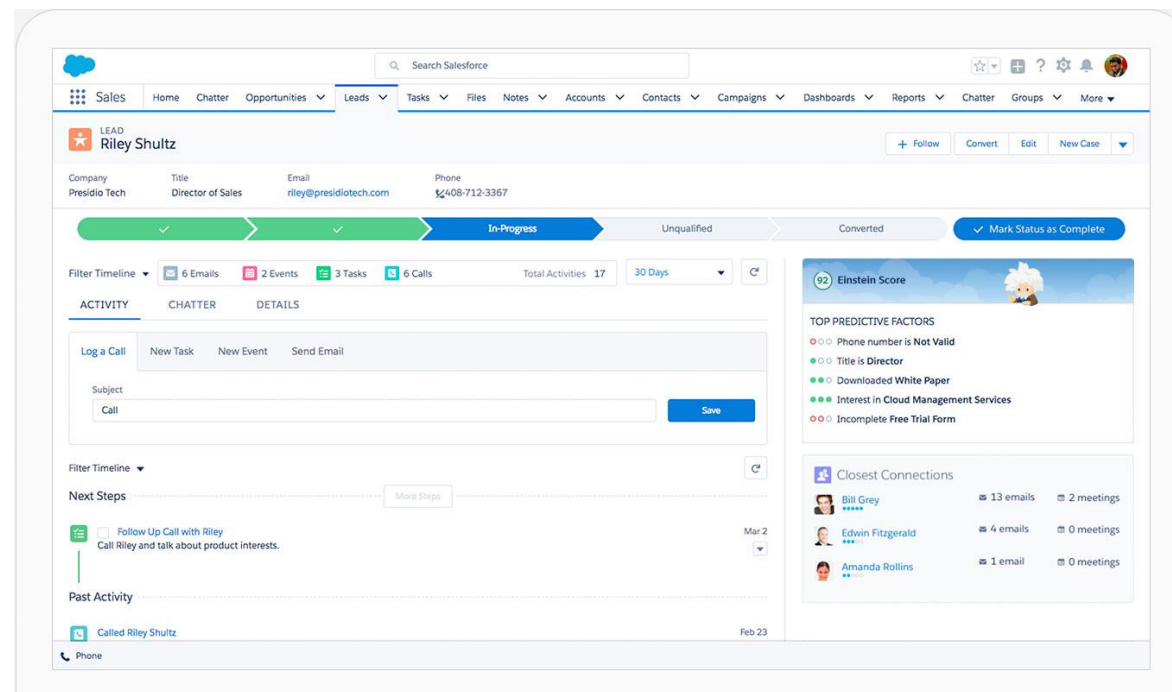 Search Salesforce
Sales Home Chatter Opportunities Leads Tasks Files Notes Accounts Contacts Campaigns Dashboards Reports Chatter Groups More
LEAD
Riley Shultz
+ Follow Convert Edit New Case
Company Title Email Phone
Presidio Tech Director of Sales riley@presidiotech.com 408-712-3367
In-Progress Unqualified Converted Mark Status as Complete
Filter Timeline 6 Emails 2 Events 3 Tasks 6 Calls Total Activities 17 30 Days
ACTIVITY CHATTER DETAILS
Log a Call New Task New Event Send Email
Subject
Call Save
Filter Timeline
Next Steps More Steps
Follow Up Call with Riley Mar 2
Call Riley and talk about product interests.
Past Activity
Called Riley Shultz Feb 23
92 Einstein Score
TOP PREDICTIVE FACTORS
Phone number is Not Valid
Title is Director
Downloaded White Paper
Interest in Cloud Management Services
Incomplete Free Trial Form
Closest Connections
Bill Grey 13 emails 2 meetings
Edwin Fitzgerald 4 emails 0 meetings
Amanda Rollins 1 email 0 meetings
Phone